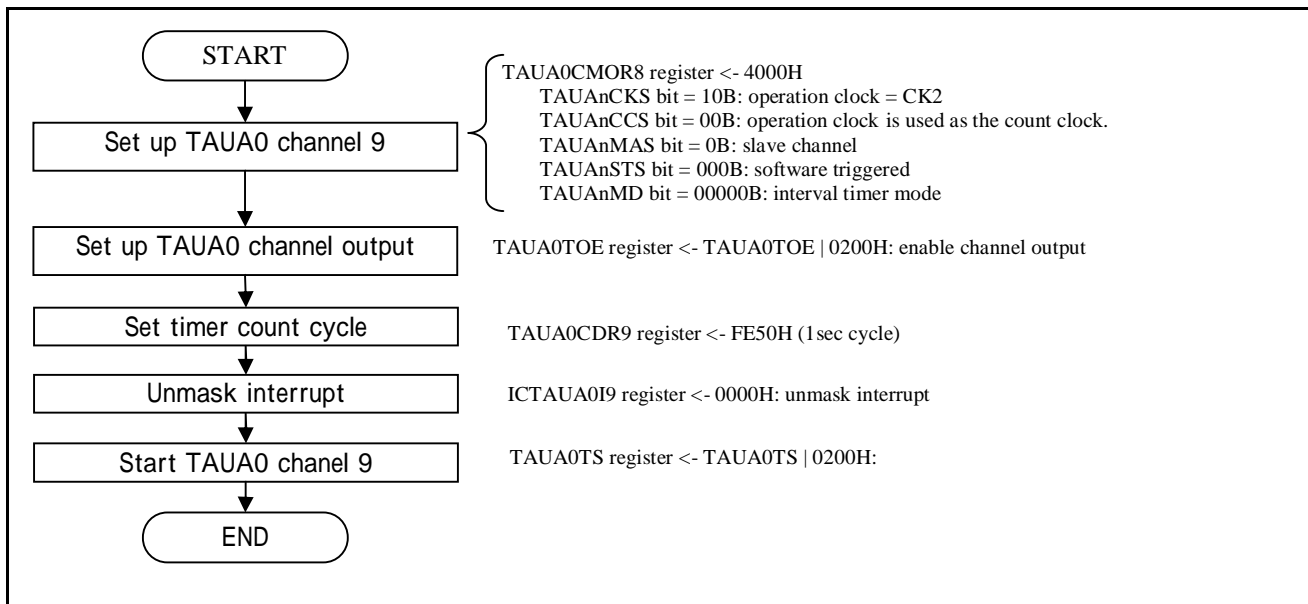 START
TAUA0CMOR8 register <- 4000H
TAUAnCKS bit = 10B: operation clock = CK2
TAUAnCCS bit = 00B: operation clock is used as the count clock.
TAUAnMAS bit = 0B: slave channel
TAUAnSTS bit = 000B: software triggered
TAUAnMD bit = 00000B: interval timer mode
Set up TAUA0 channel 9
Set up TAUA0 channel output
TAUA0TOE register <- TAUA0TOE | 0200H: enable channel output
Set timer count cycle
TAUA0CDR9 register <- FE50H (1sec cycle)
Unmask interrupt
ICTAUA0I9 register <- 0000H: unmask interrupt
Start TAUA0 chanel 9
TAUA0TS register <- TAUA0TS | 0200H:
END